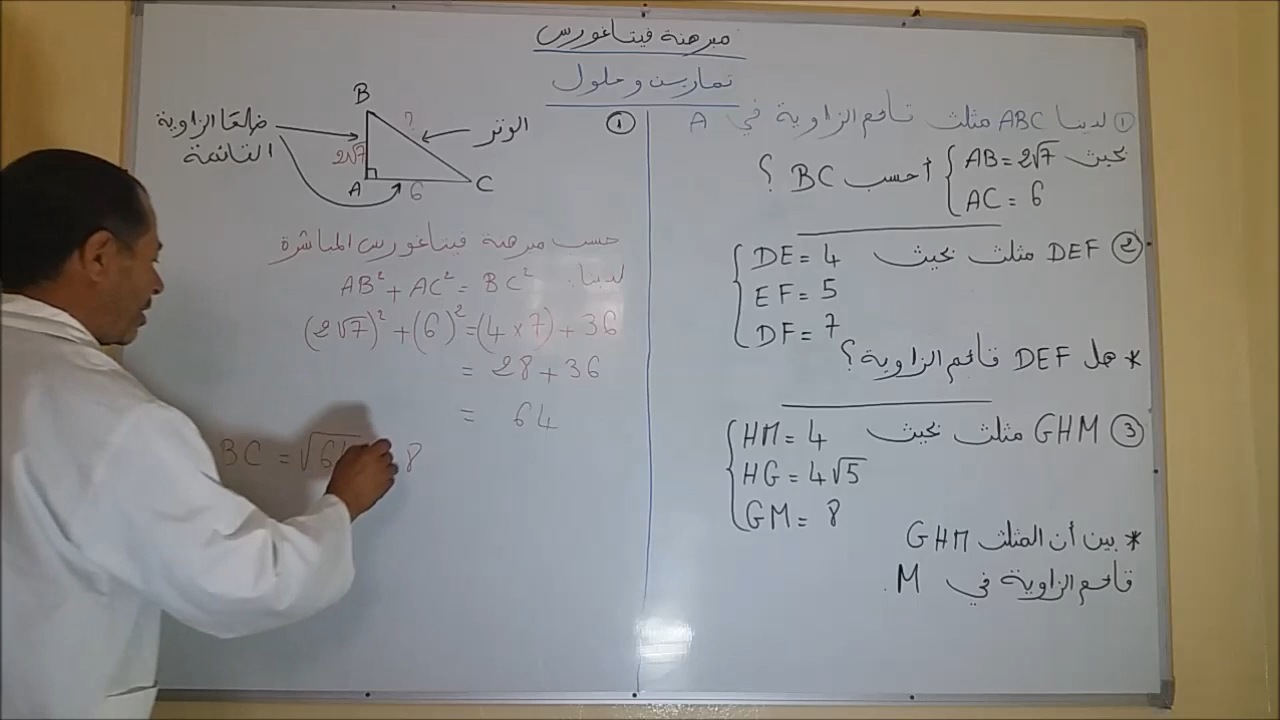 مبرهنة فيتاغورس
تمارين وحلول
① لدينا ABC مثلث قائم الزاوية في A
بحيث AB = 2√7
AC = 6
أحسب BC ؟
② DEF مثلث بحيث
DE = 4
EF = 5
DF = 7
* هل DEF قائم الزاوية؟
③ GHM مثلث بحيث
HM = 4
HG = 4√5
GM = 8
* بين أن المثلث GHM
قائم الزاوية في M.
①
B
?
الوتر
ضلعا الزاوية
القائمة
2√7
A
6
C
حسب مبرهنة فيتاغورس المباشرة
لدينا. AB² + AC² = BC²
(2√7)² + (6)² = (4 × 7) + 36
= 28 + 36
= 64
BC = √64 8